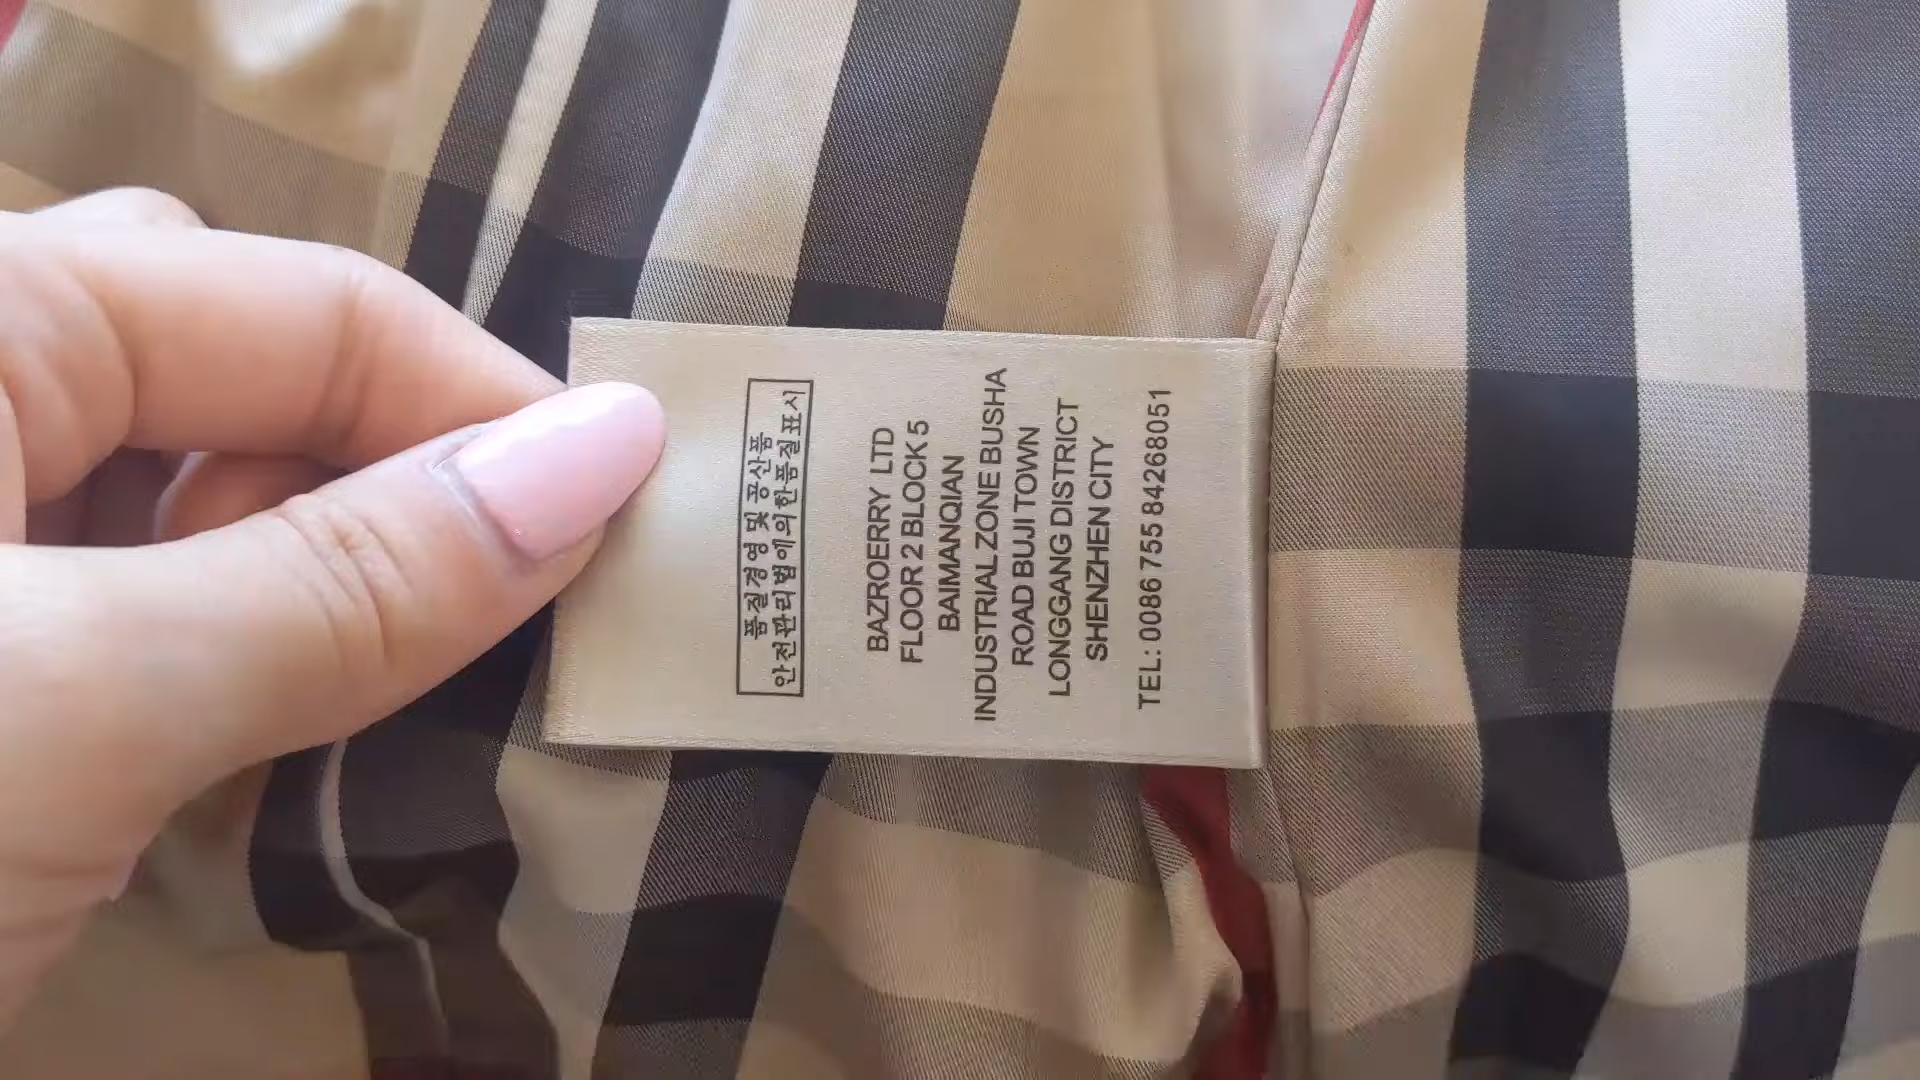 품질경영 및 공산품
안전관리법에의한품질표시
BAZROERRY LTD
FLOOR 2 BLOCK 5
BAIMANQIAN
INDUSTRIALZONE BUSHA
ROAD BUJI TOWN
LONGGANG DISTRICT
SHENZHEN CITY
TEL: 0086 755 84268051